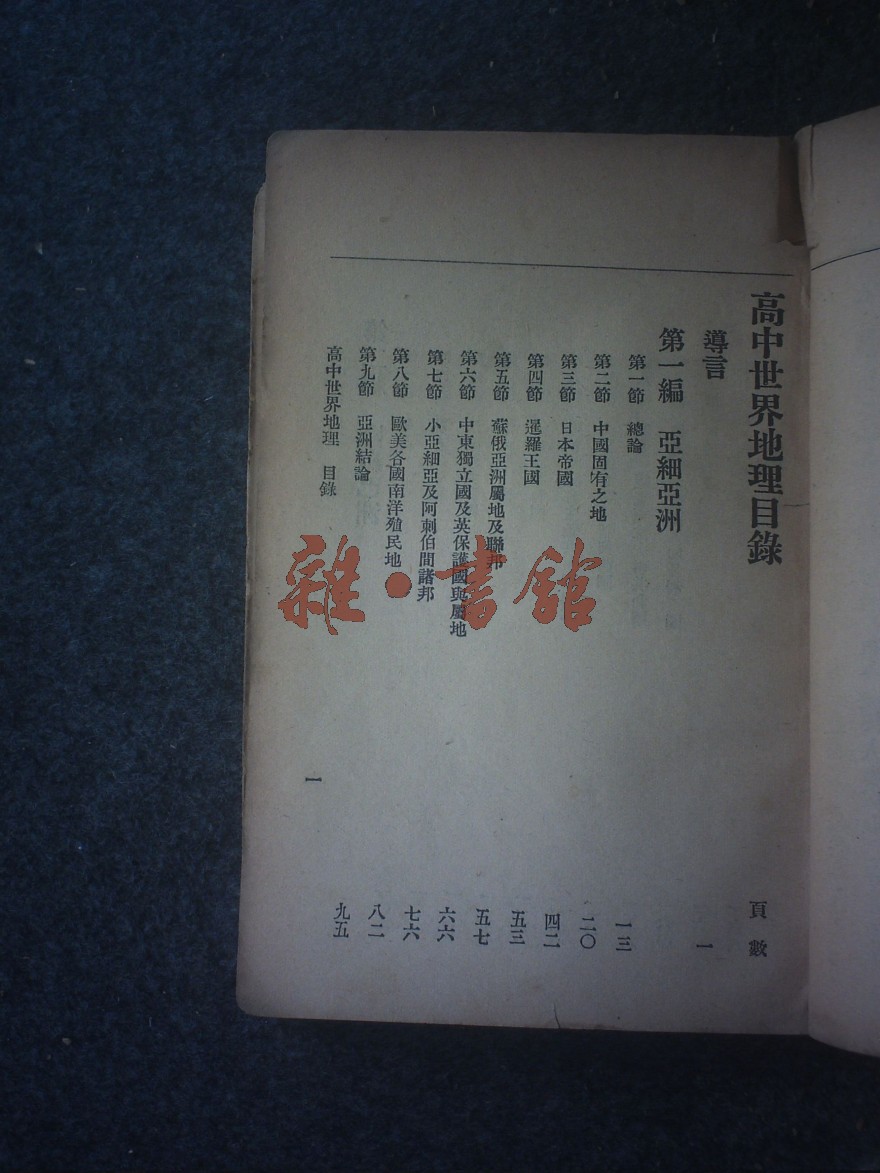 高中世界地理目錄 頁數
導言 一
第一編 亞細亞洲
第一節 總論 一三
第二節 中國固有之地 二〇
第三節 日本帝國 四二
第四節 暹羅王國 五三
第五節 蘇俄亞洲屬地及聯邦 五七
第六節 中東獨立國及英保護國與屬地 六六
第七節 小亞細亞及阿剌伯間諸邦 七六
第八節 歐美各國南洋殖民地 八二
第九節 亞洲結論 九五
高中世界地理 目錄 一
雜·書館